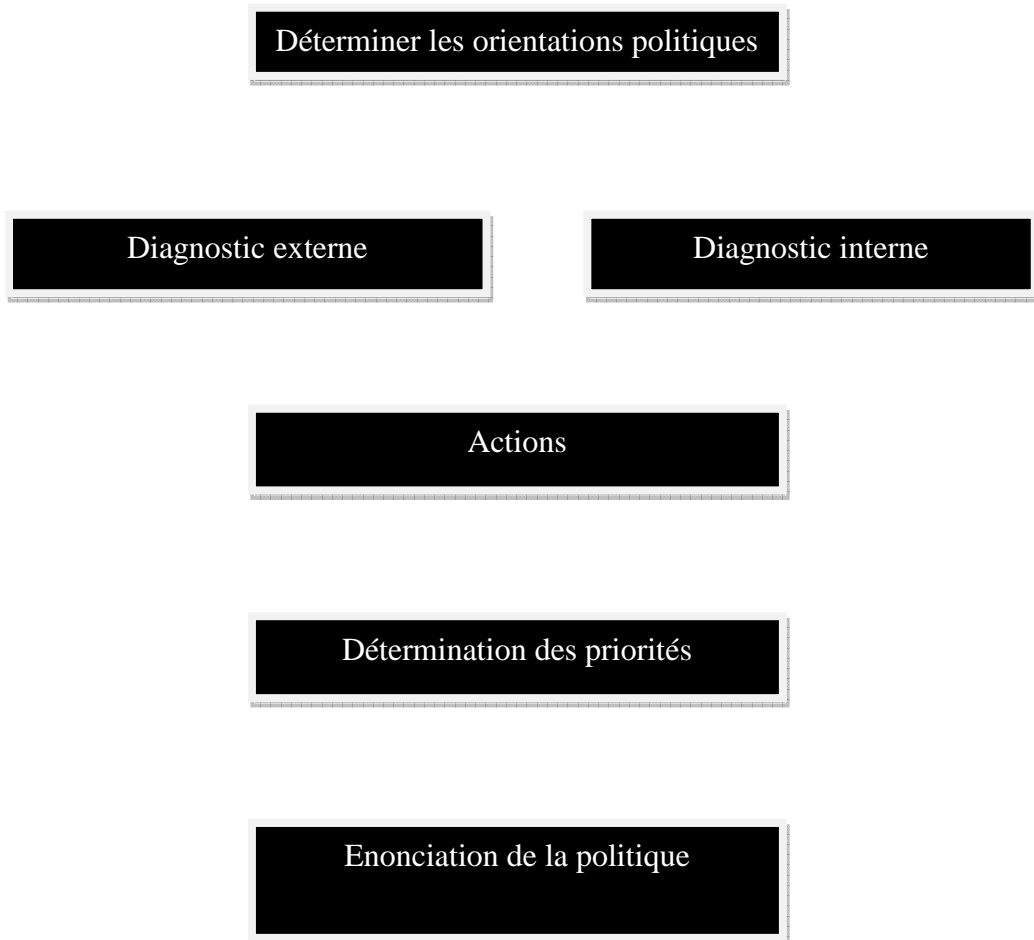 Déterminer les orientations politiques
Diagnostic externe
Diagnostic interne
Actions
Détermination des priorités
Enonciation de la politique